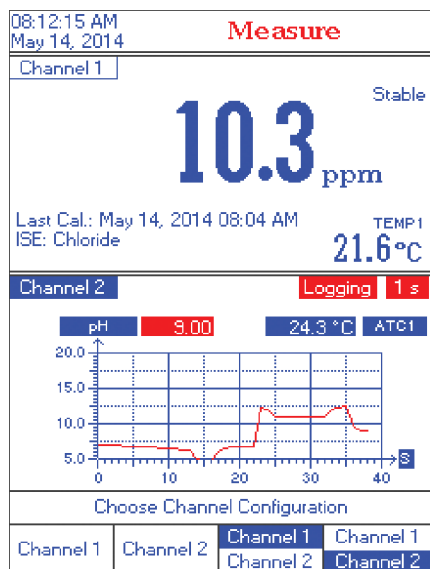 08:12:15 AM
May 14, 2014
Measure
Channel 1
Stable
10.3 ppm
Last Cal.: May 14, 2014 08:04 AM
ISE: Chloride
TEMP1
21.6°C
Channel 2
Logging 1 s
pH 9.00 24.3 °C ATC1
20.0
15.0
10.0
5.0
0 10 20 30 40 S
Choose Channel Configuration
Channel 1
Channel 2
Channel 1
Channel 2
Channel 1
Channel 2